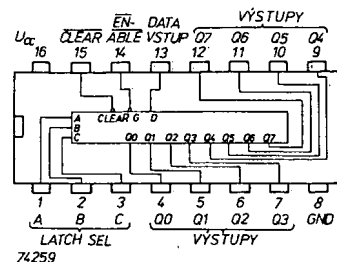 VÝSTUPY
U_CC CLEAR EN-ABLE DATA VSTUP Q7 Q6 Q5 Q4
16 15 14 13 12 11 10 9
CLEAR G D
A
B
C Q0 Q1 Q2 Q3 Q4 Q5 Q6 Q7
1 2 3 4 5 6 7 8
A B C Q0 Q1 Q2 Q3 GND
LATCH SEL VÝSTUPY
74259